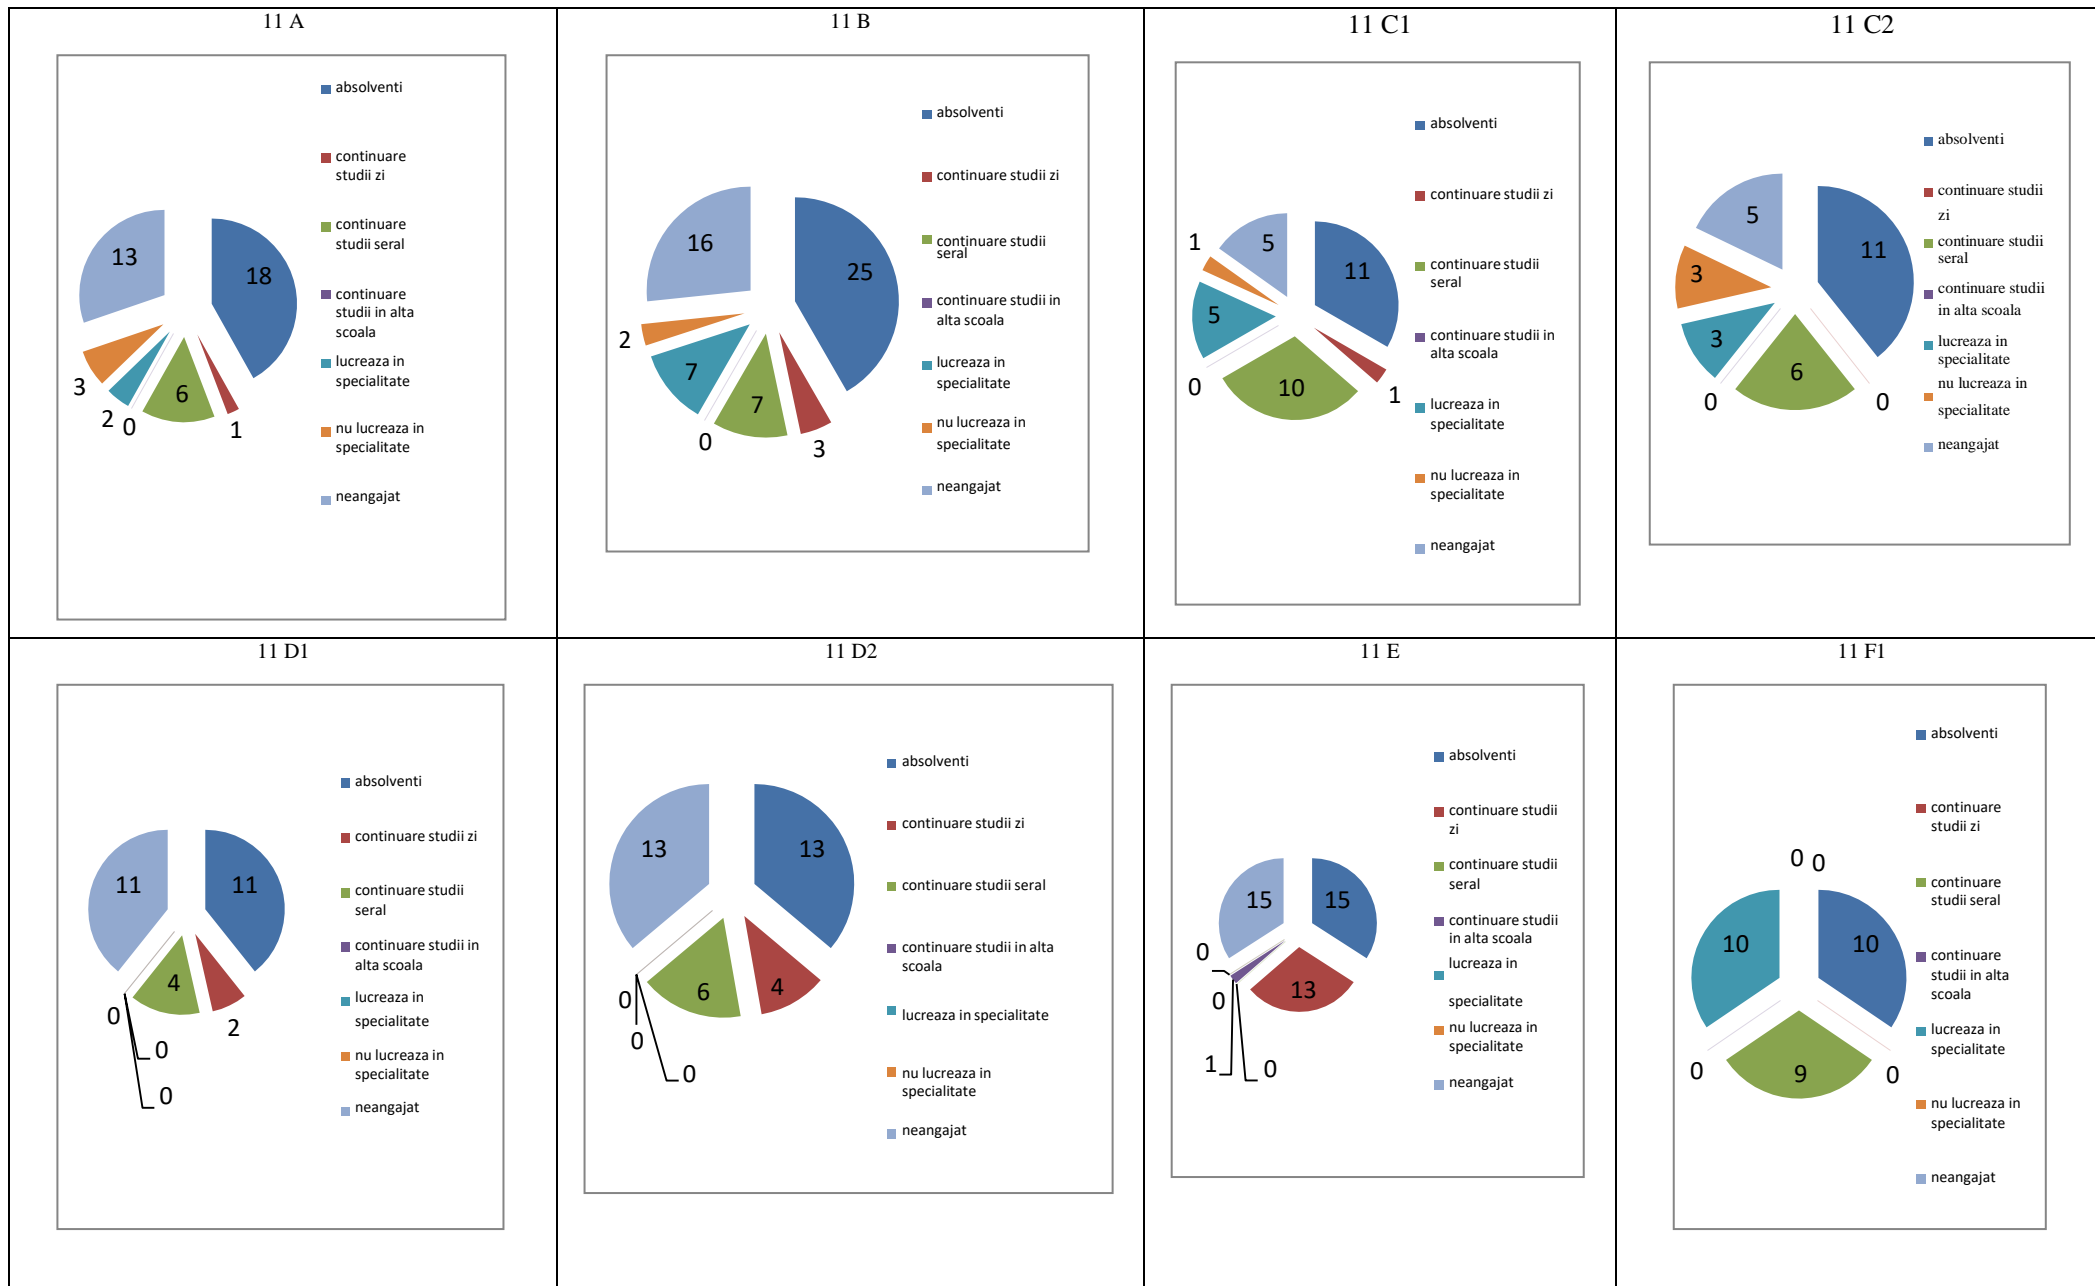 11 A
absolventi
continuare
studii zi
continuare
studii seral
continuare
studii in alta
scoala
lucreaza in
specialitate
nu lucreaza in
specialitate
neangajat
13
18
3
2
0
6
1
11 B
absolventi
continuare studii zi
continuare studii
seral
continuare studii in
alta scoala
lucreaza in
specialitate
nu lucreaza in
specialitate
neangajat
16
25
2
7
0
7
3
11 C1
absolventi
continuare studii zi
continuare studii
seral
continuare studii in
alta scoala
lucreaza in
specialitate
nu lucreaza in
specialitate
neangajat
1
5
11
5
0
10
1
11 C2
absolventi
continuare studii
zi
continuare studii
seral
continuare studii
in alta scoala
lucreaza in
specialitate
nu lucreaza in
specialitate
neangajat
5
11
3
3
0
6
0
11 D1
absolventi
continuare studii zi
continuare studii
seral
continuare studii in
alta scoala
lucreaza in
specialitate
nu lucreaza in
specialitate
neangajat
11
11
4
2
0
0
0
11 D2
absolventi
continuare studii zi
continuare studii seral
continuare studii in alta
scoala
lucreaza in specialitate
nu lucreaza in
specialitate
neangajat
13
13
6
4
0
0
0
11 E
absolventi
continuare studii
zi
continuare studii
seral
continuare studii
in alta scoala
lucreaza in
specialitate
nu lucreaza in
specialitate
neangajat
15
15
0
0
13
1
0
11 F1
absolventi
continuare
studii zi
continuare
studii seral
continuare
studii in alta
scoala
lucreaza in
specialitate
nu lucreaza in
specialitate
neangajat
0
0
10
10
0
9
0